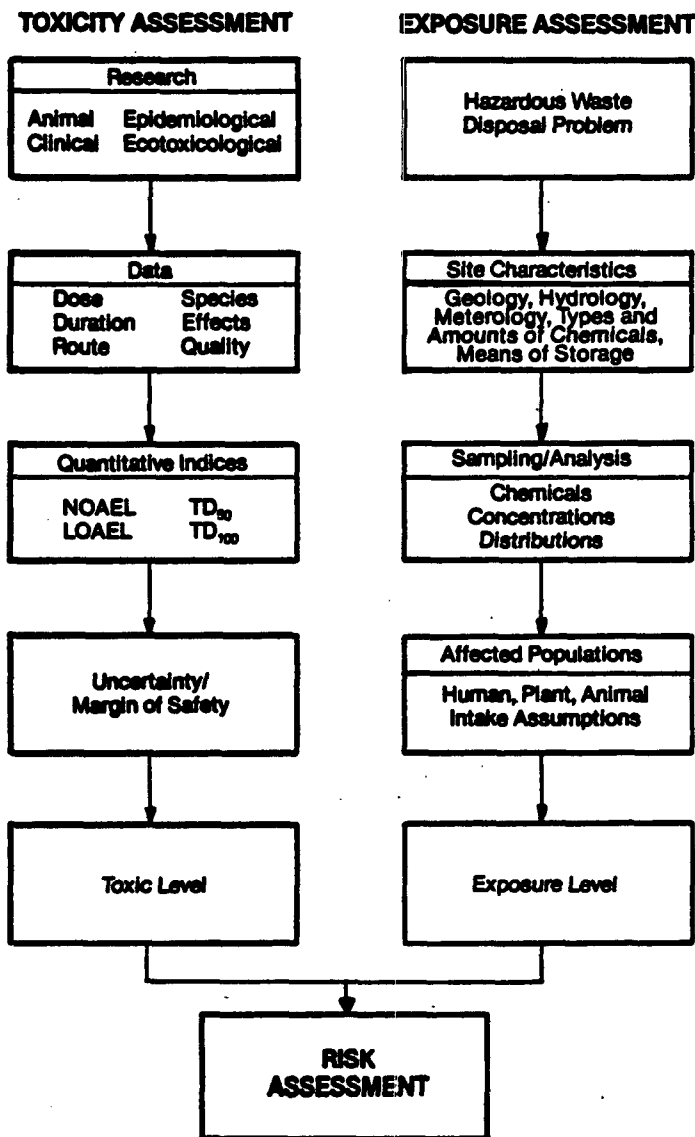 TOXICITY ASSESSMENT
Research
Animal Epidemiological
Clinical Ecotoxicological
Data
Dose Species
Duration Effects
Route Quality
Quantitative Indices
NOAEL TD₅₀
LOAEL TD₁₀₀
Uncertainty/
Margin of Safety
Toxic Level
EXPOSURE ASSESSMENT
Hazardous Waste
Disposal Problem
Site Characteristics
Geology, Hydrology,
Meterology, Types and
Amounts of Chemicals,
Means of Storage
Sampling/Analysis
Chemicals
Concentrations
Distributions
Affected Populations
Human, Plant, Animal
Intake Assumptions
Exposure Level
RISK
ASSESSMENT